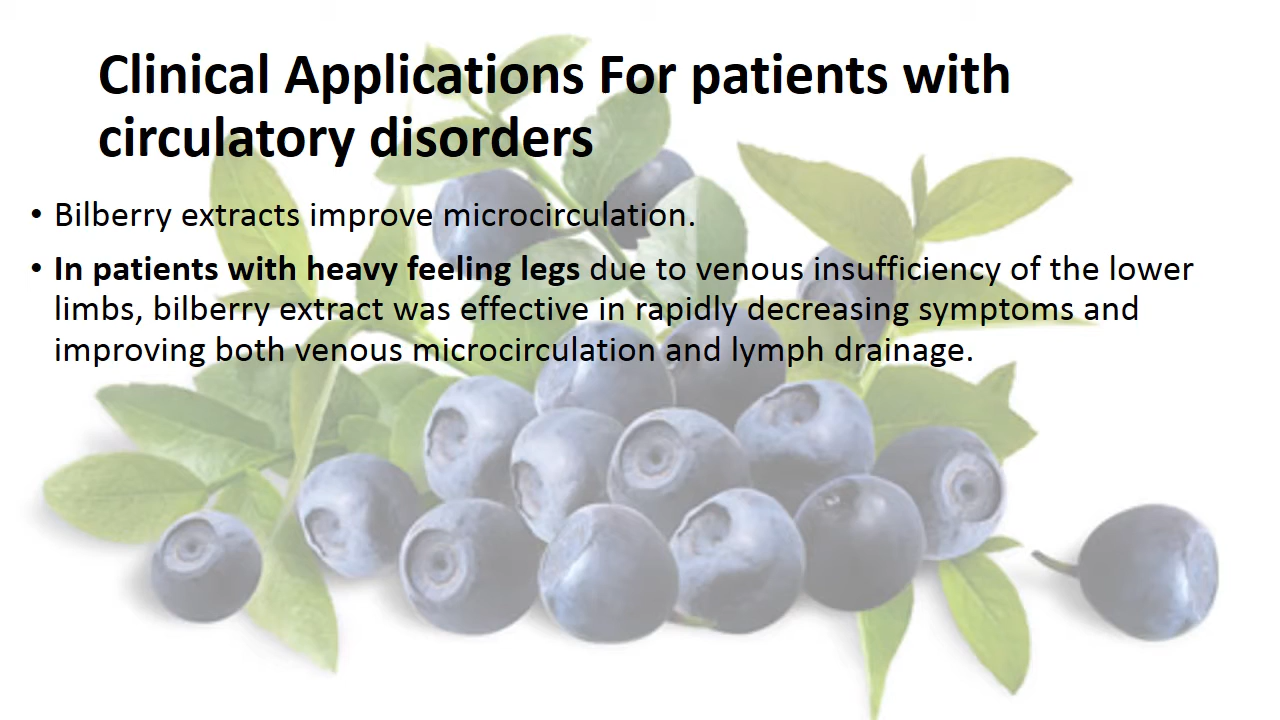 Clinical Applications For patients with
circulatory disorders
• Bilberry extracts improve microcirculation.
• In patients with heavy feeling legs due to venous insufficiency of the lower
limbs, bilberry extract was effective in rapidly decreasing symptoms and
improving both venous microcirculation and lymph drainage.